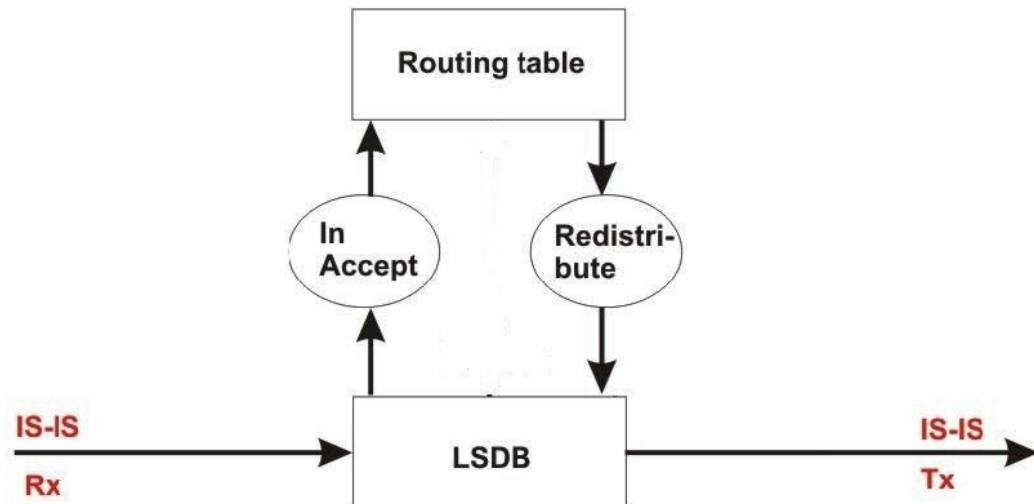 Routing table
In
Accept
Redistri-
bute
IS-IS
Rx
LSDB
IS-IS
Tx